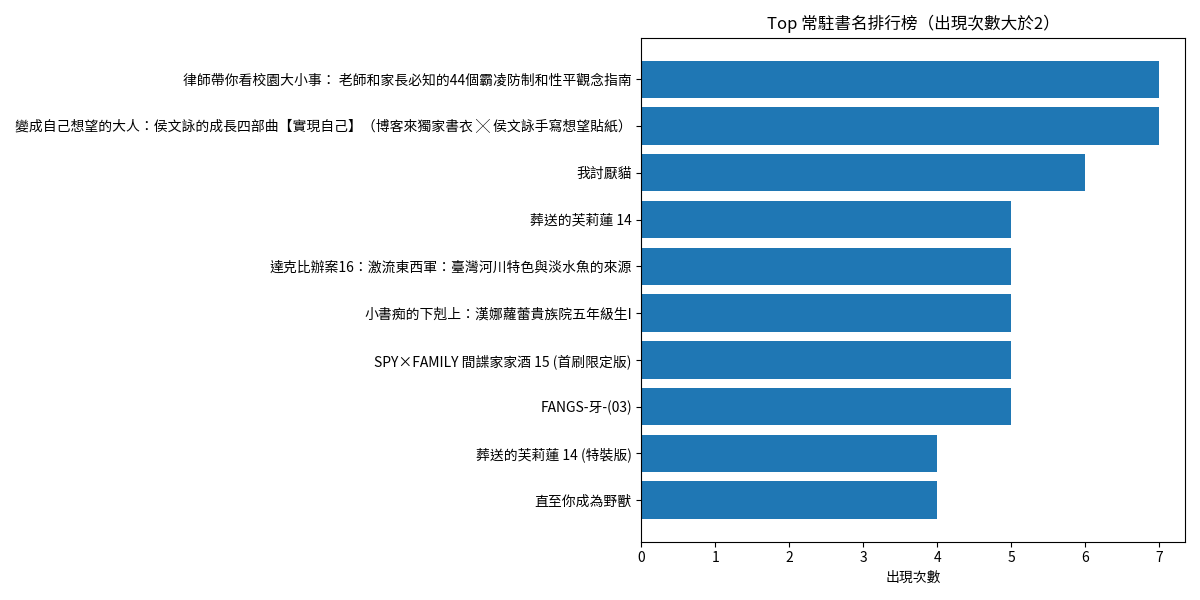 Top 常駐書名排行榜（出現次數大於2）
律師帶你看校園大小事： 老師和家長必知的44個霸凌防制和性平觀念指南
變成自己想望的大人：侯文詠的成長四部曲【實現自己】（博客來獨家書衣 ╳ 侯文詠手寫想望貼紙）
我討厭貓
葬送的芙莉蓮 14
達克比辦案16：激流東西軍：臺灣河川特色與淡水魚的來源
小書痴的下剋上：漢娜蘿蕾貴族院五年級生I
SPY×FAMILY 間諜家家酒 15 (首刷限定版)
FANGS-牙-(03)
葬送的芙莉蓮 14 (特裝版)
直至你成為野獸
0 1 2 3 4 5 6 7
出現次數